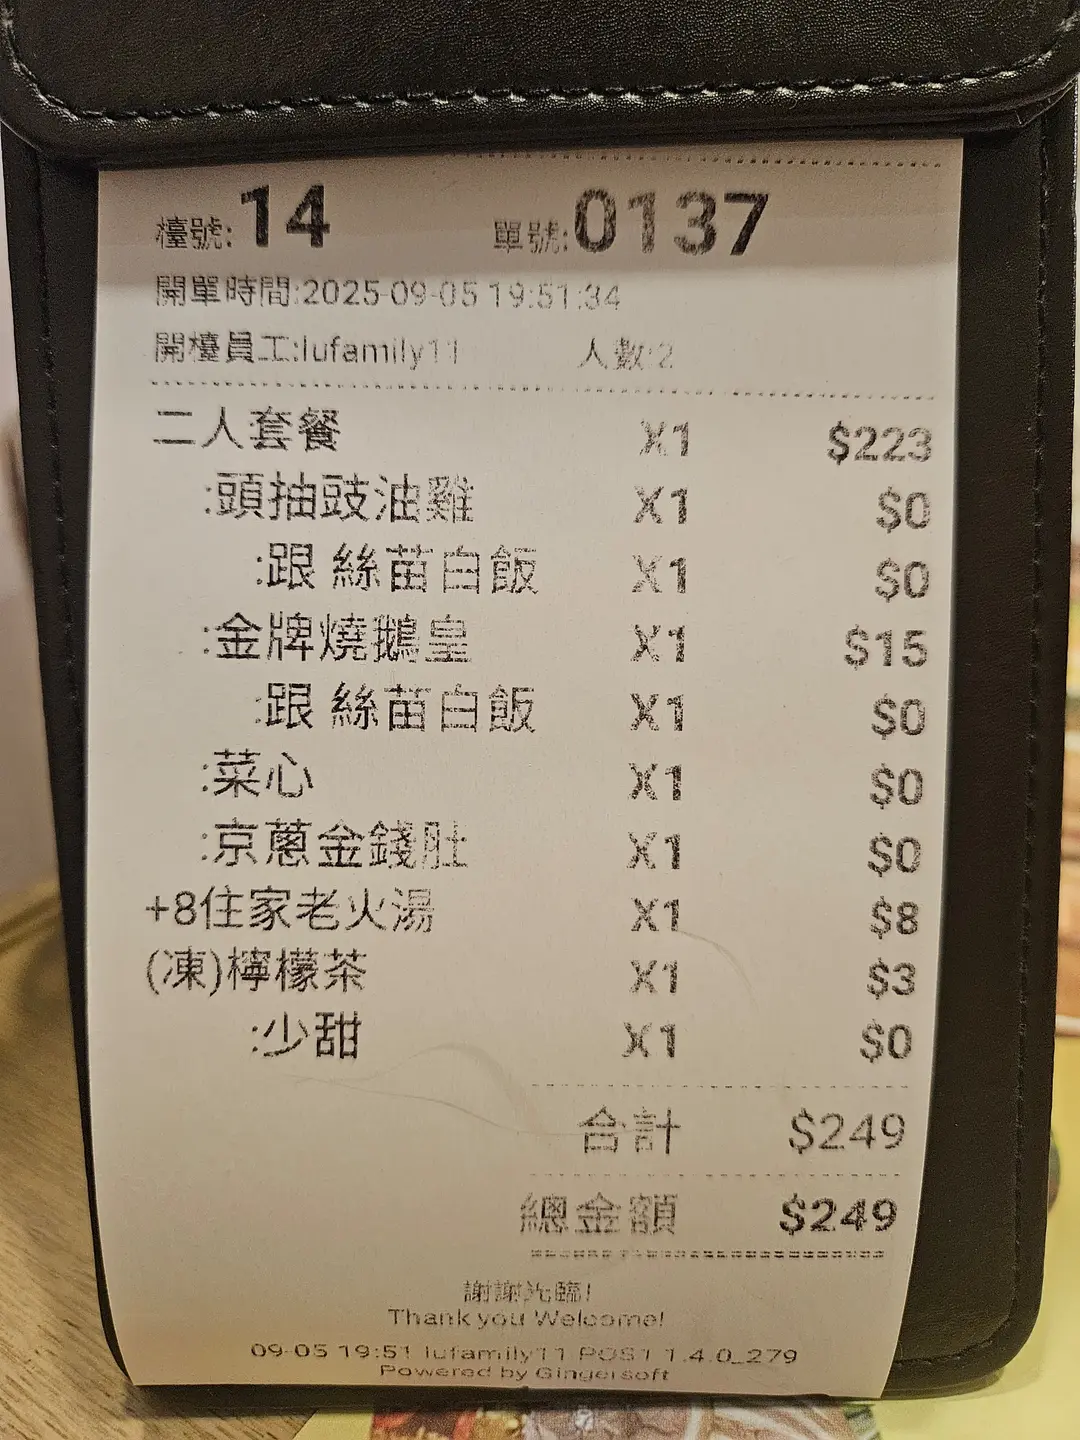 檯號:14 單號:0137
開單時間:2025-09-05 19:51:34
開檯員工:lufamily11 人數:2
二人套餐 X1 $223
:頭抽豉油雞 X1 $0
:跟 絲苗白飯 X1 $0
:金牌燒鵝皇 X1 $15
:跟 絲苗白飯 X1 $0
:菜心 X1 $0
:京蔥金錢肚 X1 $0
+8住家老火湯 X1 $8
(凍)檸檬茶 X1 $3
:少甜 X1 $0
合計 $249
總金額 $249
謝謝光臨!
Thank you Welcome!
09-05 19:51 lufamily11 POS1 1.4.0_279
Powered by Gingersoft